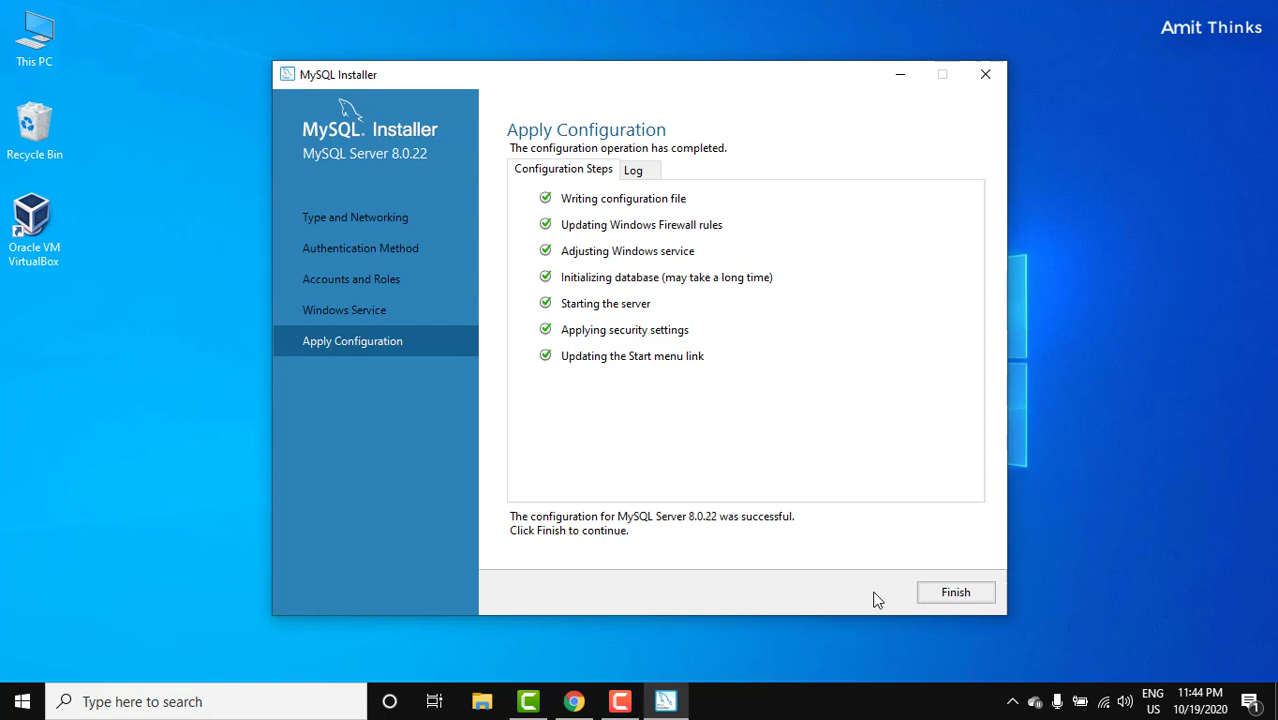 This PC
Recycle Bin
Oracle VM
VirtualBox
Amit Thinks
MySQL Installer
MySQL. Installer
MySQL Server 8.0.22
Type and Networking
Authentication Method
Accounts and Roles
Windows Service
Apply Configuration
Apply Configuration
The configuration operation has completed.
Configuration Steps
Log
Writing configuration file
Updating Windows Firewall rules
Adjusting Windows service
Initializing database (may take a long time)
Starting the server
Applying security settings
Updating the Start menu link
The configuration for MySQL Server 8.0.22 was successful.
Click Finish to continue.
Finish
Type here to search
ENG
US
11:44 PM
10/19/2020
1